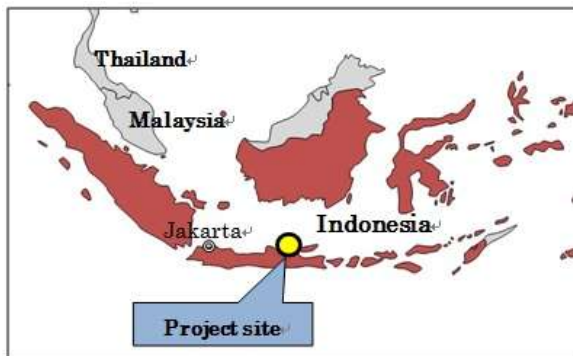 Thailand
Malaysia
Jakarta
Indonesia
Project site